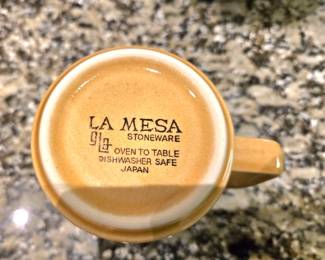 LA MESA
STONEWARE
OVEN TO TABLE
DISHWASHER SAFE
JAPAN